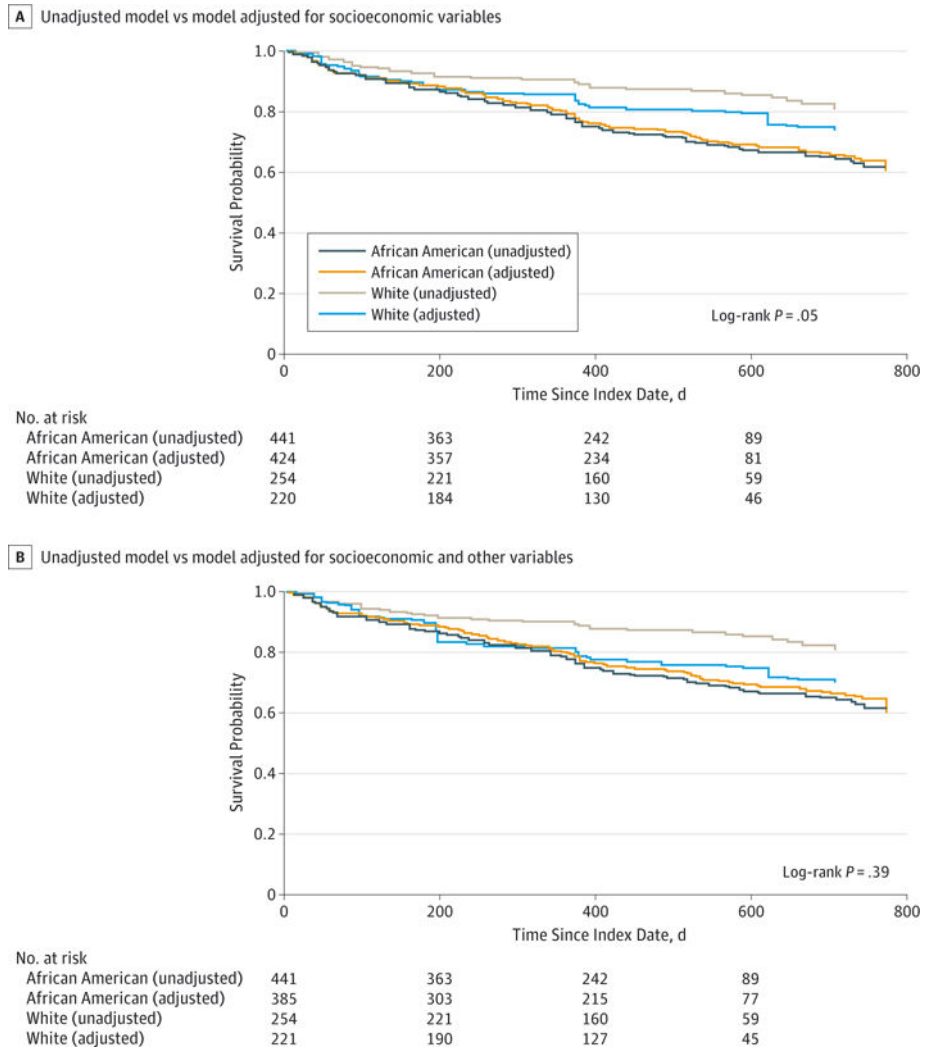 A Unadjusted model vs model adjusted for socioeconomic variables
1.0
0.8
0.6
0.4
0.2
0
Survival Probability
African American (unadjusted)
African American (adjusted)
White (unadjusted)
White (adjusted)
Log-rank P = .05
0 200 400 600 800
Time Since Index Date, d
No. at risk
African American (unadjusted) 441 363 242 89
African American (adjusted) 424 357 234 81
White (unadjusted) 254 221 160 59
White (adjusted) 220 184 130 46
B Unadjusted model vs model adjusted for socioeconomic and other variables
1.0
0.8
0.6
0.4
0.2
0
Survival Probability
Log-rank P = .39
0 200 400 600 800
Time Since Index Date, d
No. at risk
African American (unadjusted) 441 363 242 89
African American (adjusted) 385 303 215 77
White (unadjusted) 254 221 160 59
White (adjusted) 221 190 127 45